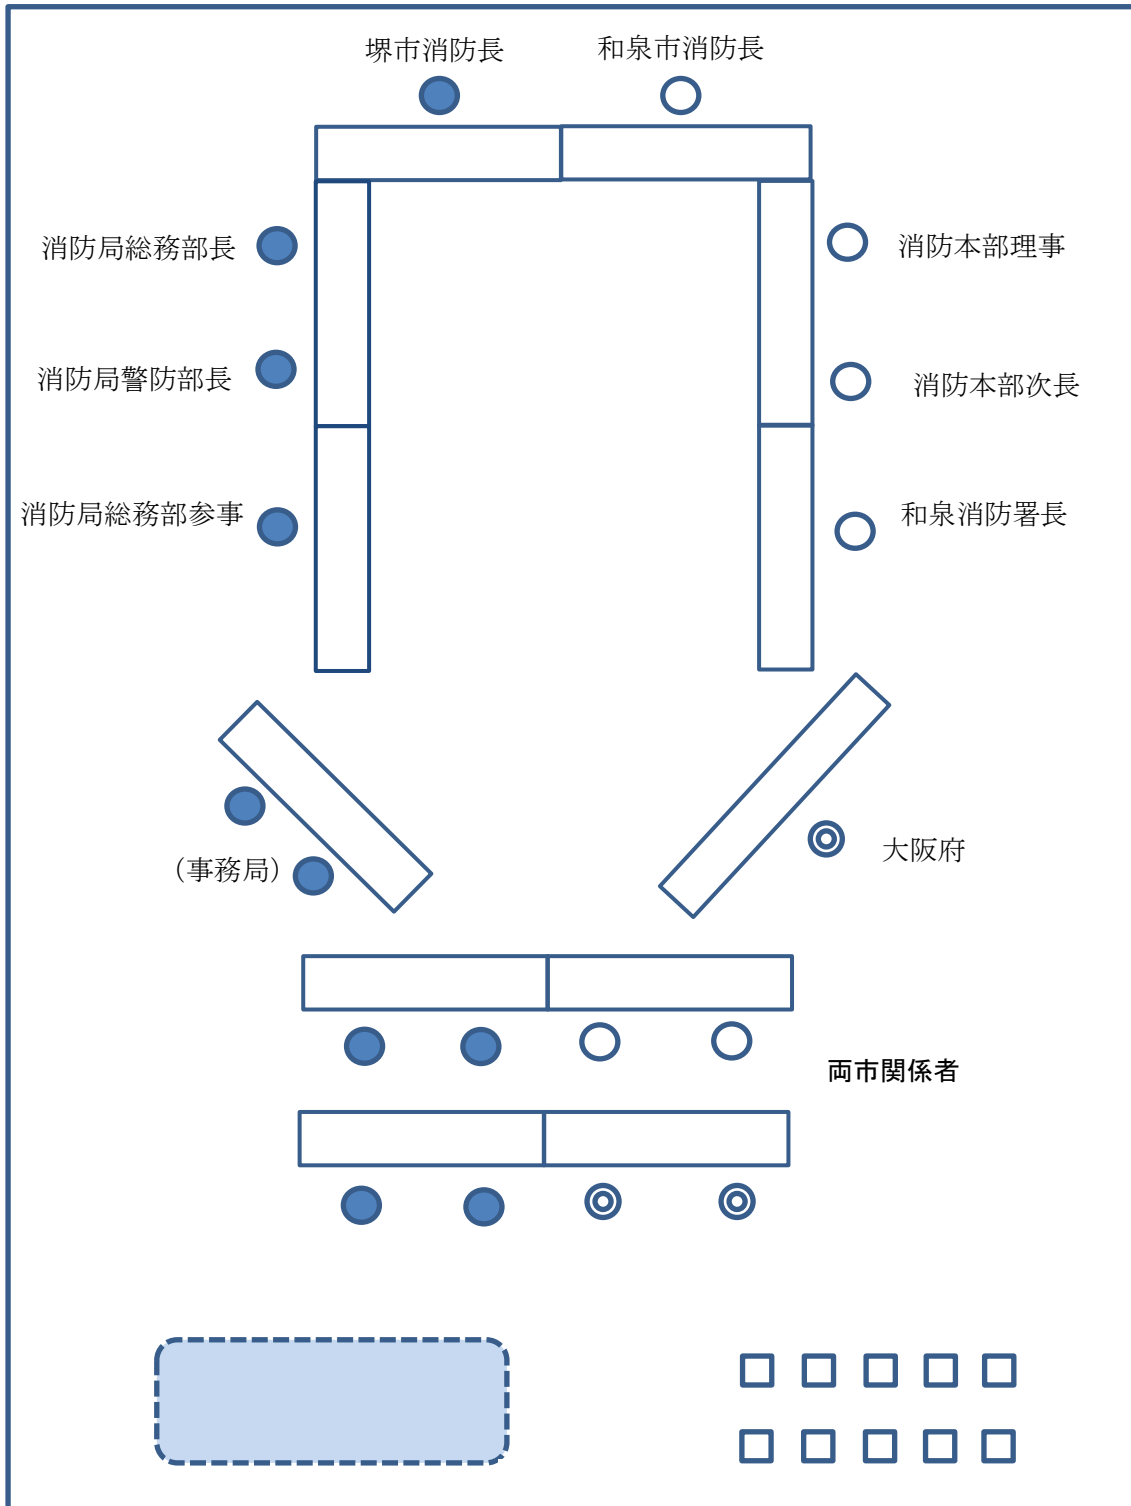 堺市消防長
和泉市消防長
消防局総務部長
消防本部理事
消防局警防部長
消防本部次長
消防局総務部参事
和泉消防署長
(事務局)
大阪府
両市関係者